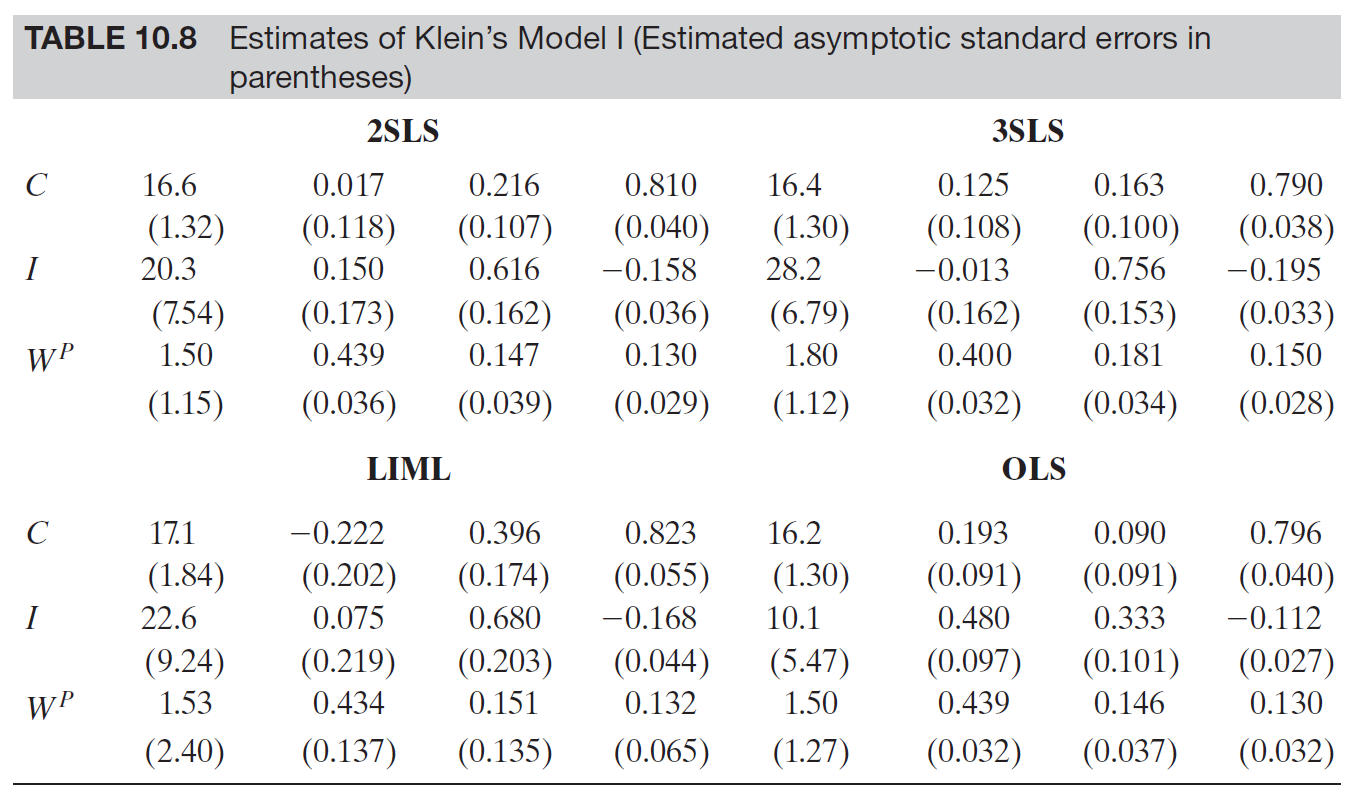 TABLE 10.8 Estimates of Klein's Model I (Estimated asymptotic standard errors in
parentheses)
2SLS 3SLS
C 16.6 0.017 0.216 0.810 16.4 0.125 0.163 0.790
(1.32) (0.118) (0.107) (0.040) (1.30) (0.108) (0.100) (0.038)
I 20.3 0.150 0.616 −0.158 28.2 −0.013 0.756 −0.195
(7.54) (0.173) (0.162) (0.036) (6.79) (0.162) (0.153) (0.033)
W^P 1.50 0.439 0.147 0.130 1.80 0.400 0.181 0.150
(1.15) (0.036) (0.039) (0.029) (1.12) (0.032) (0.034) (0.028)
LIML OLS
C 17.1 −0.222 0.396 0.823 16.2 0.193 0.090 0.796
(1.84) (0.202) (0.174) (0.055) (1.30) (0.091) (0.091) (0.040)
I 22.6 0.075 0.680 −0.168 10.1 0.480 0.333 −0.112
(9.24) (0.219) (0.203) (0.044) (5.47) (0.097) (0.101) (0.027)
W^P 1.53 0.434 0.151 0.132 1.50 0.439 0.146 0.130
(2.40) (0.137) (0.135) (0.065) (1.27) (0.032) (0.037) (0.032)